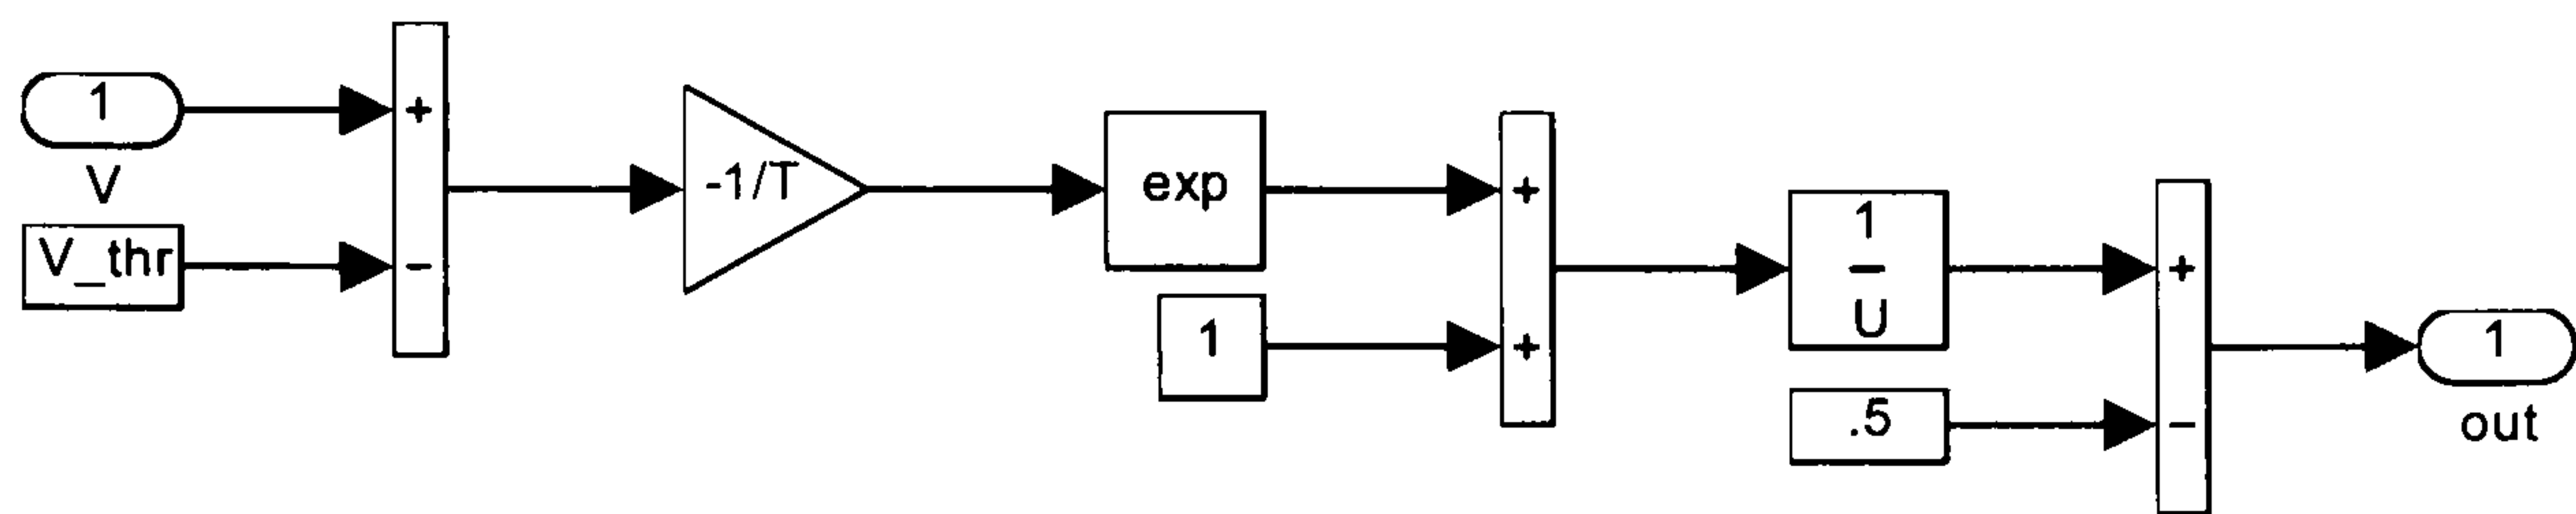 1
V
V_thr
+
-
-1/T
exp
1
+
+
1
–
U
.5
+
-
1
out